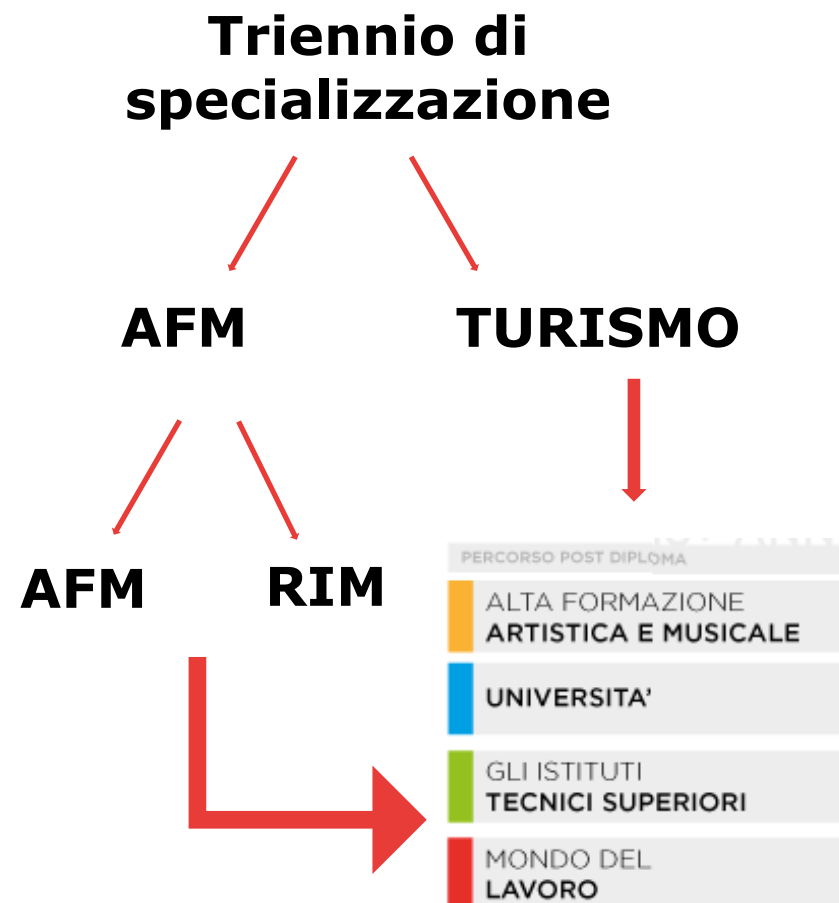 Triennio di
specializzazione
AFM
TURISMO
AFM
RIM
PERCORSO POST DIPLOMA
ALTA FORMAZIONE
ARTISTICA E MUSICALE
UNIVERSITA'
GLI ISTITUTI
TECNICI SUPERIORI
MONDO DEL
LAVORO